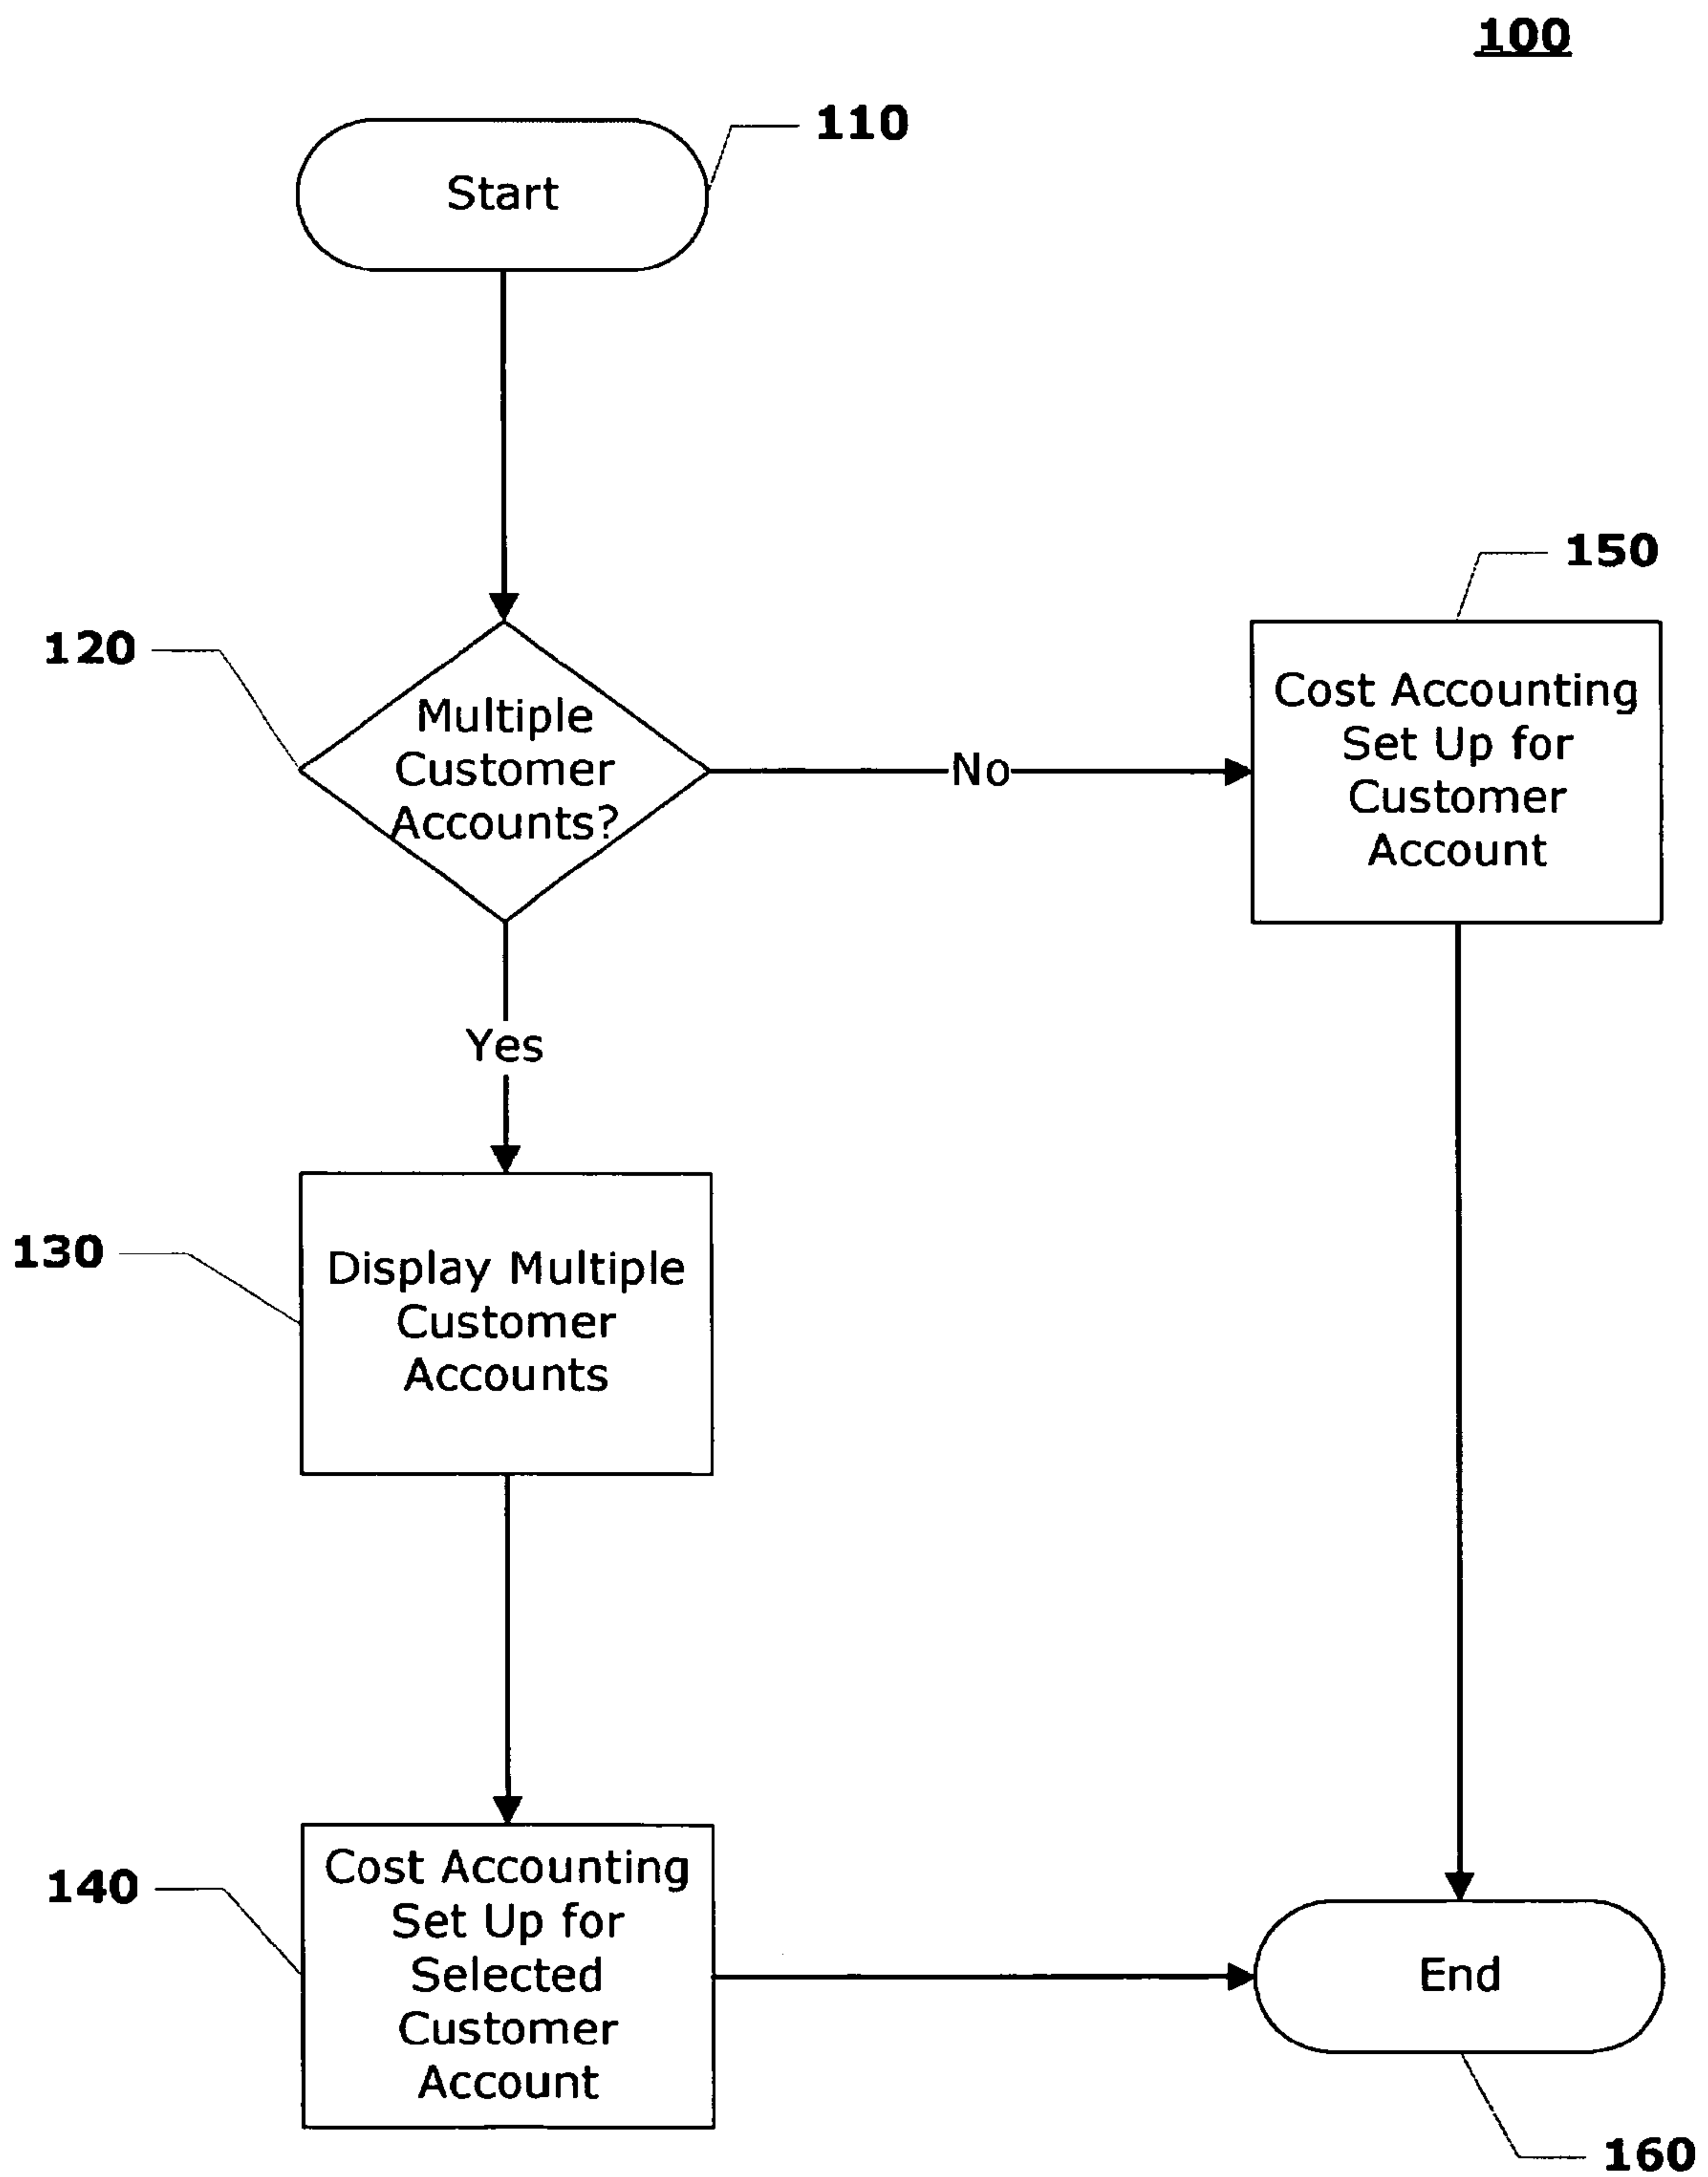 100
110
Start
150
120
Multiple
Customer
Accounts?
No
Cost Accounting
Set Up for
Customer
Account
Yes
130
Display Multiple
Customer
Accounts
140
Cost Accounting
Set Up for
Selected
Customer
Account
End
160